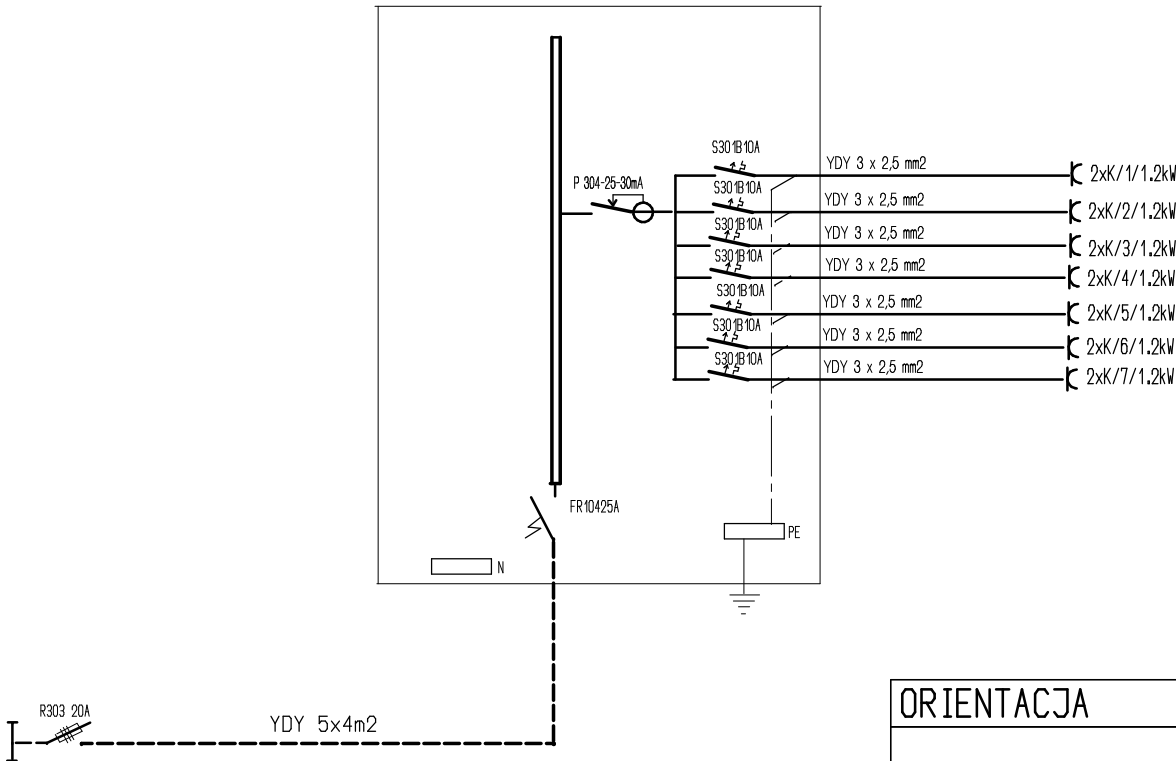 S301B10A
YDY 3 x 2,5 mm2
2xK/1/1.2kW
P 304-25-30mA
S301B10A
YDY 3 x 2,5 mm2
2xK/2/1.2kW
S301B10A
YDY 3 x 2,5 mm2
2xK/3/1.2kW
S301B10A
YDY 3 x 2,5 mm2
2xK/4/1.2kW
S301B10A
YDY 3 x 2,5 mm2
2xK/5/1.2kW
S301B10A
YDY 3 x 2,5 mm2
2xK/6/1.2kW
S301B10A
YDY 3 x 2,5 mm2
2xK/7/1.2kW
FR10425A
PE
N
R303 20A
YDY 5x4m2
ORIENTACJA